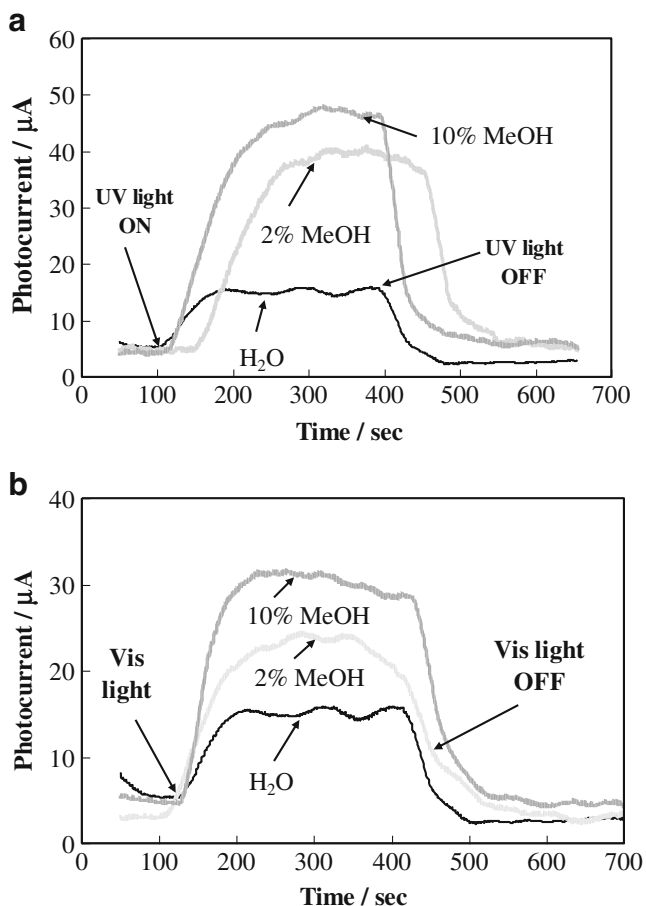 a
60
50
40
30
20
10
0
Photocurrent / μA
UV light
ON
10% MeOH
2% MeOH
UV light
OFF
H₂O
0 100 200 300 400 500 600 700
Time / sec
b
40
30
20
10
0
Photocurrent / μA
Vis
light
10% MeOH
2% MeOH
Vis light
OFF
H₂O
0 100 200 300 400 500 600 700
Time / sec